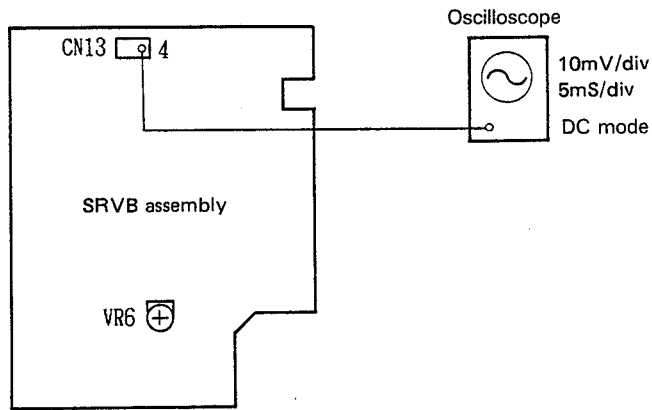 Oscilloscope
CN13 4
10mV/div
5mS/div
DC mode
SRVB assembly
VR6